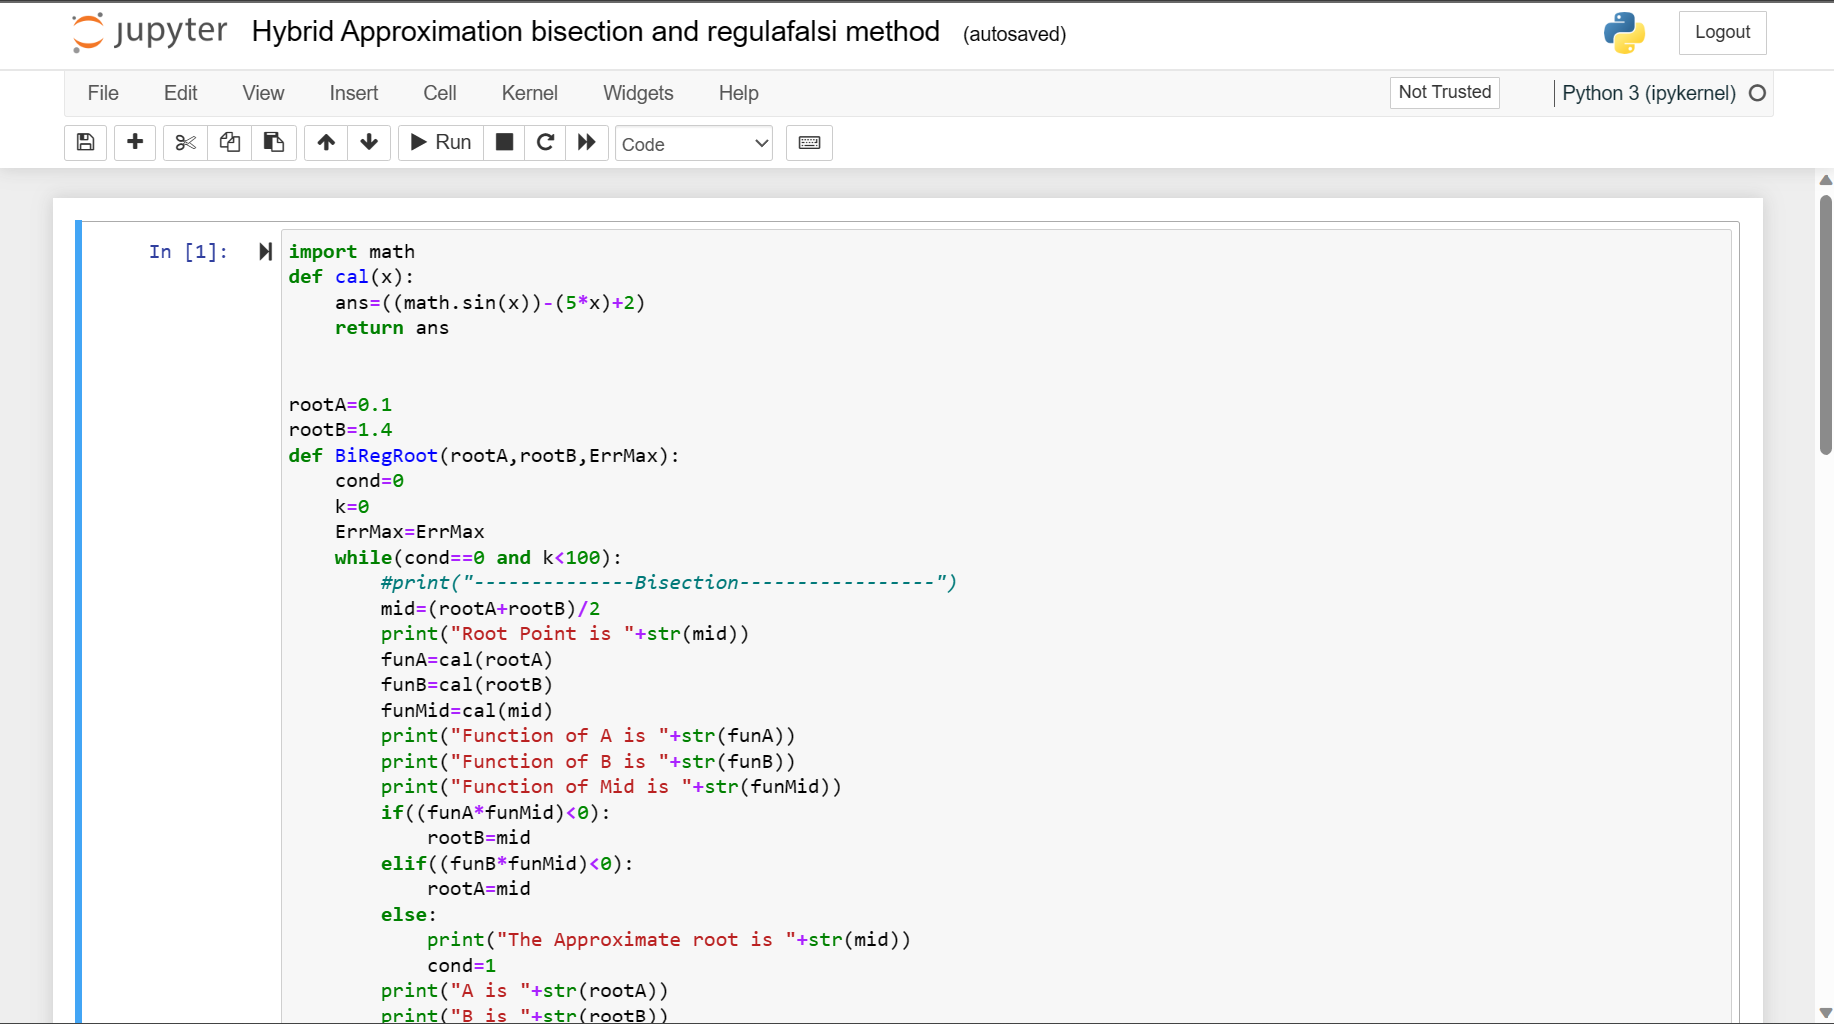 jupyter Hybrid Approximation bisection and regulafalsi method (autosaved) Logout
File Edit View Insert Cell Kernel Widgets Help Not Trusted Python 3 (ipykernel)
Run Code
In [1]: import math
def cal(x):
    ans=((math.sin(x))-(5*x)+2)
    return ans
rootA=0.1
rootB=1.4
def BiRegRoot(rootA,rootB,ErrMax):
    cond=0
    k=0
    ErrMax=ErrMax
    while(cond==0 and k<100):
        #print("--------------Bisection-----------------")
        mid=(rootA+rootB)/2
        print("Root Point is "+str(mid))
        funA=cal(rootA)
        funB=cal(rootB)
        funMid=cal(mid)
        print("Function of A is "+str(funA))
        print("Function of B is "+str(funB))
        print("Function of Mid is "+str(funMid))
        if((funA*funMid)<0):
            rootB=mid
        elif((funB*funMid)<0):
            rootA=mid
        else:
            print("The Approximate root is "+str(mid))
            cond=1
        print("A is "+str(rootA))
        print("B is "+str(rootB))